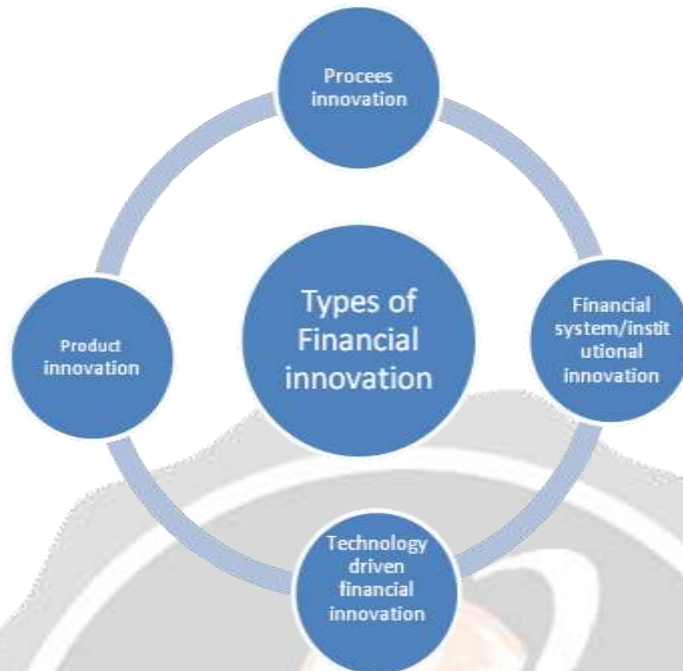 Procees
innovation
Types of
Financial
innovation
Financial
system/instit
utional
innovation
Product
innovation
Technology
driven
financial
innovation